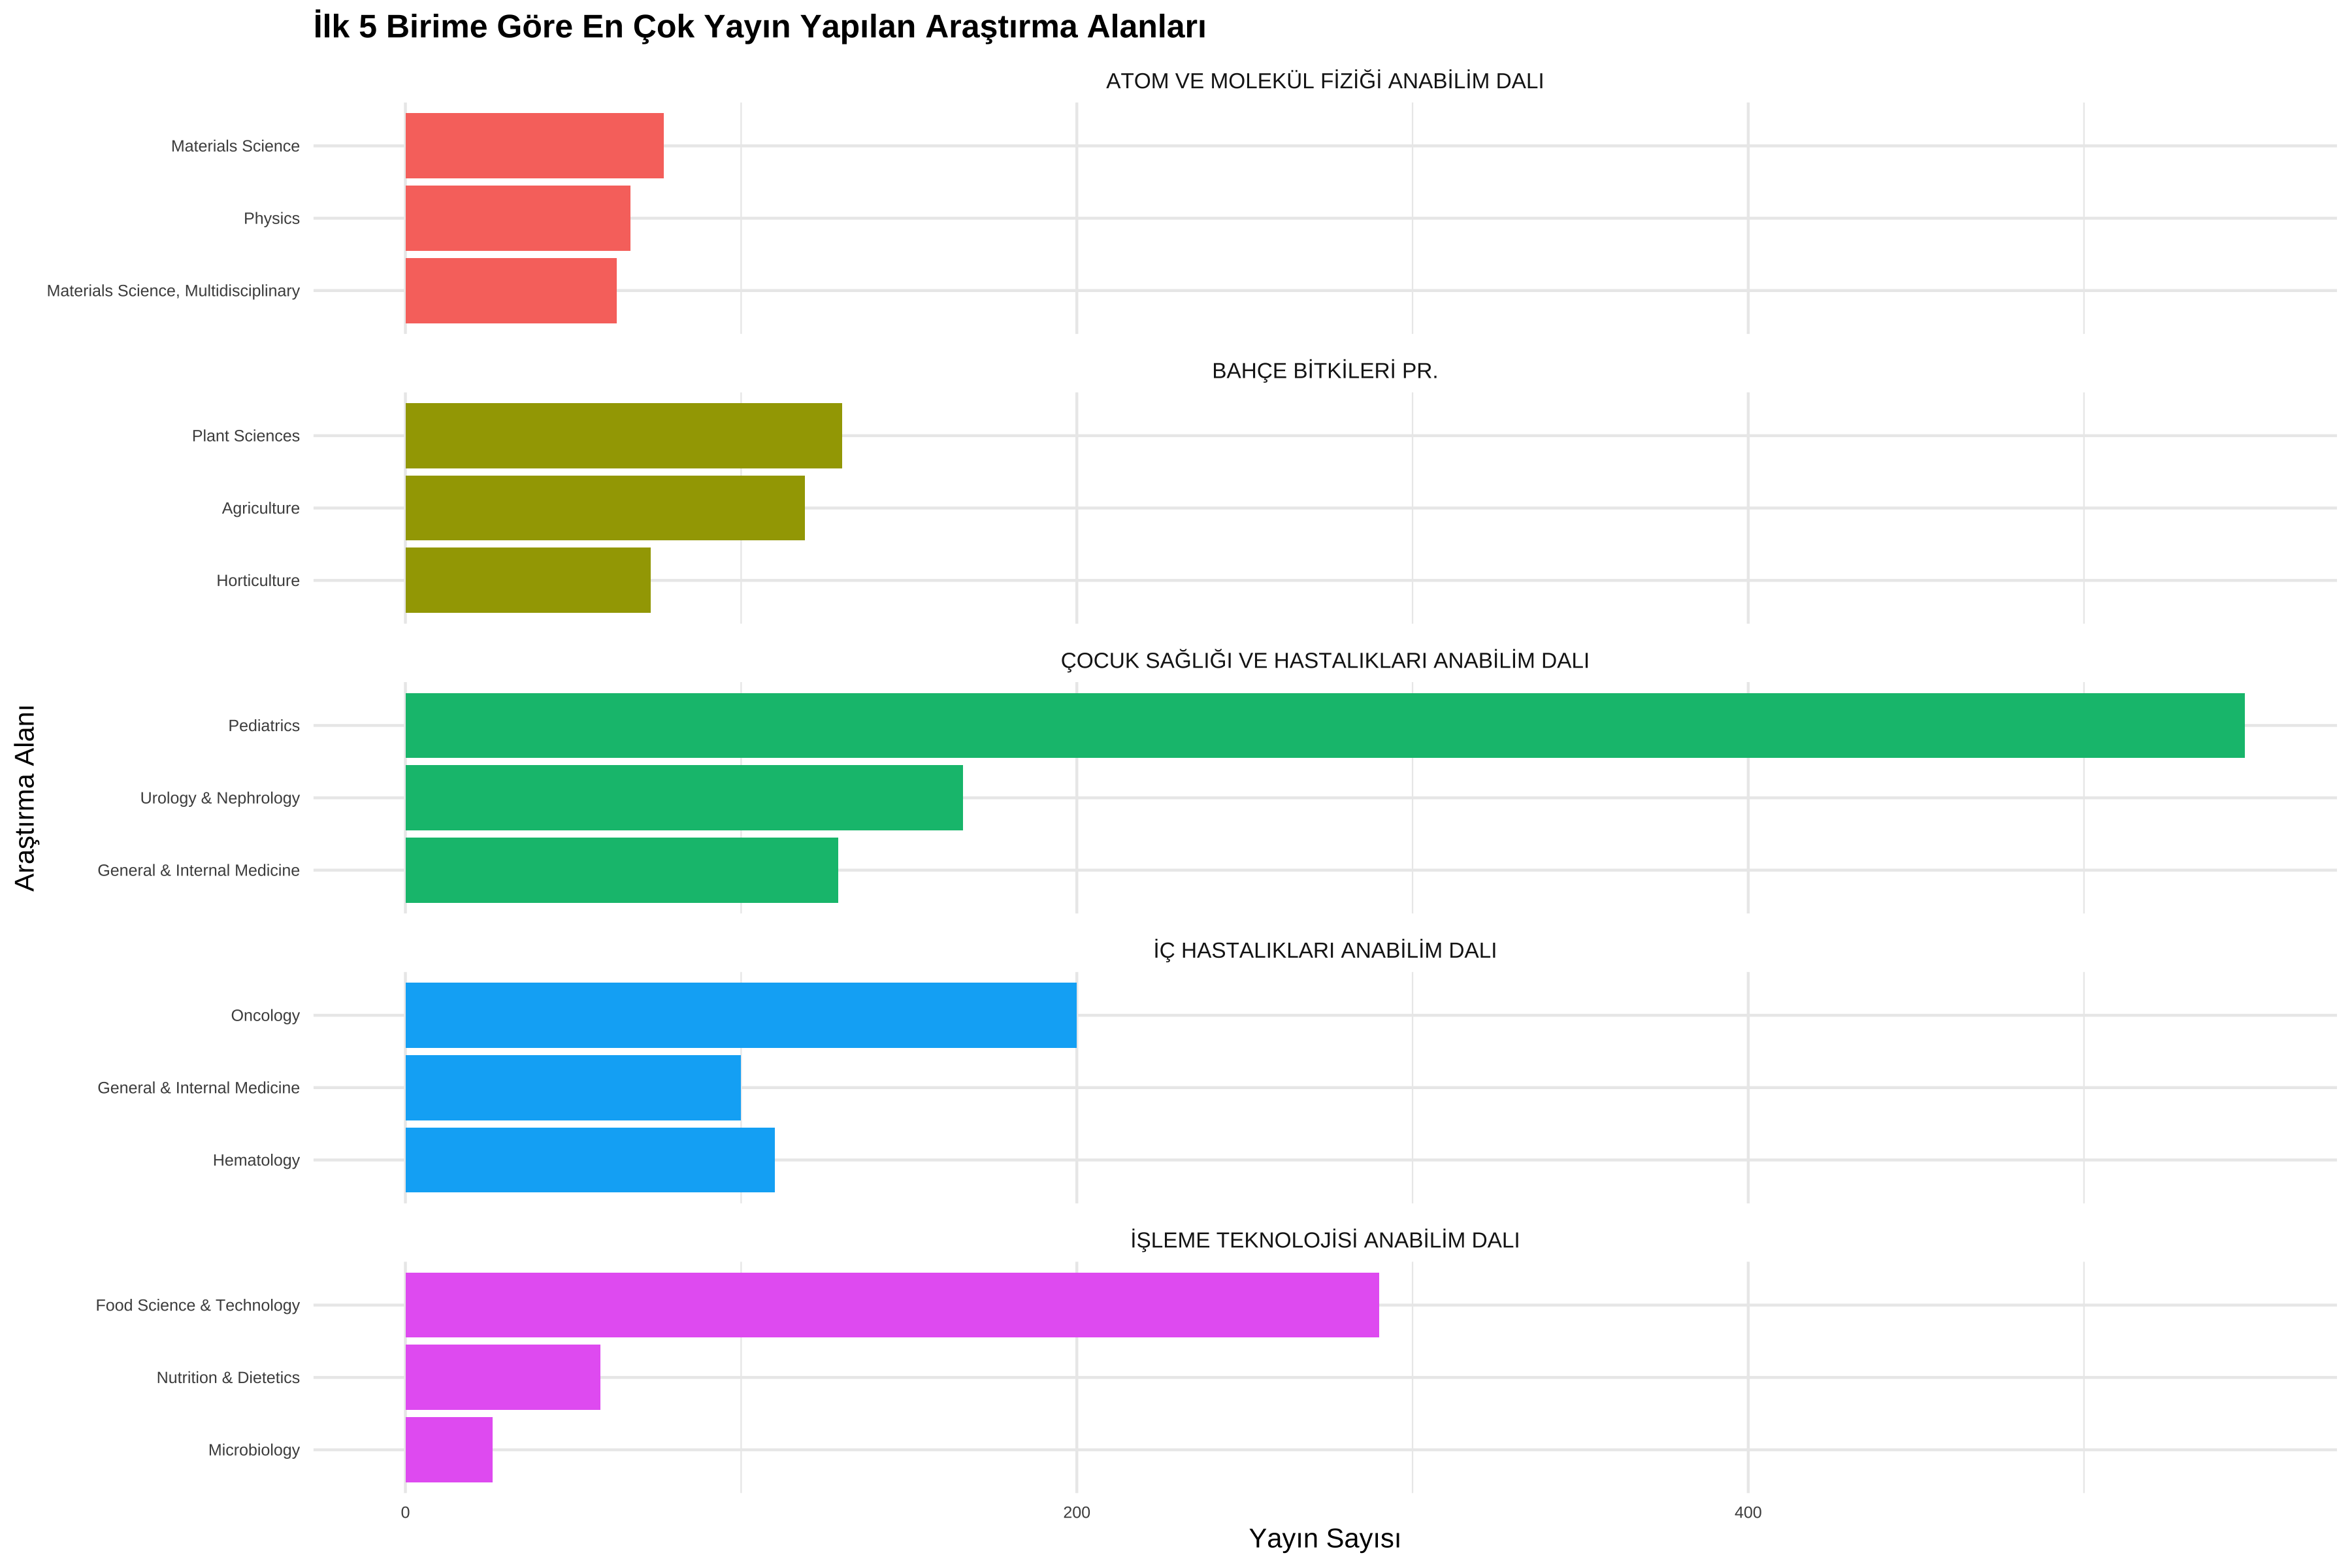 İlk 5 Birime Göre En Çok Yayın Yapılan Araştırma Alanları
ATOM VE MOLEKÜL FİZİĞİ ANABİLİM DALI
Materials Science
Physics
Materials Science, Multidisciplinary
BAHÇE BİTKİLERİ PR.
Plant Sciences
Agriculture
Horticulture
ÇOCUK SAĞLIĞI VE HASTALIKLARI ANABİLİM DALI
Pediatrics
Urology & Nephrology
General & Internal Medicine
İÇ HASTALIKLARI ANABİLİM DALI
Oncology
General & Internal Medicine
Hematology
İŞLEME TEKNOLOJİSİ ANABİLİM DALI
Food Science & Technology
Nutrition & Dietetics
Microbiology
0 200 400
Yayın Sayısı
Araştırma Alanı